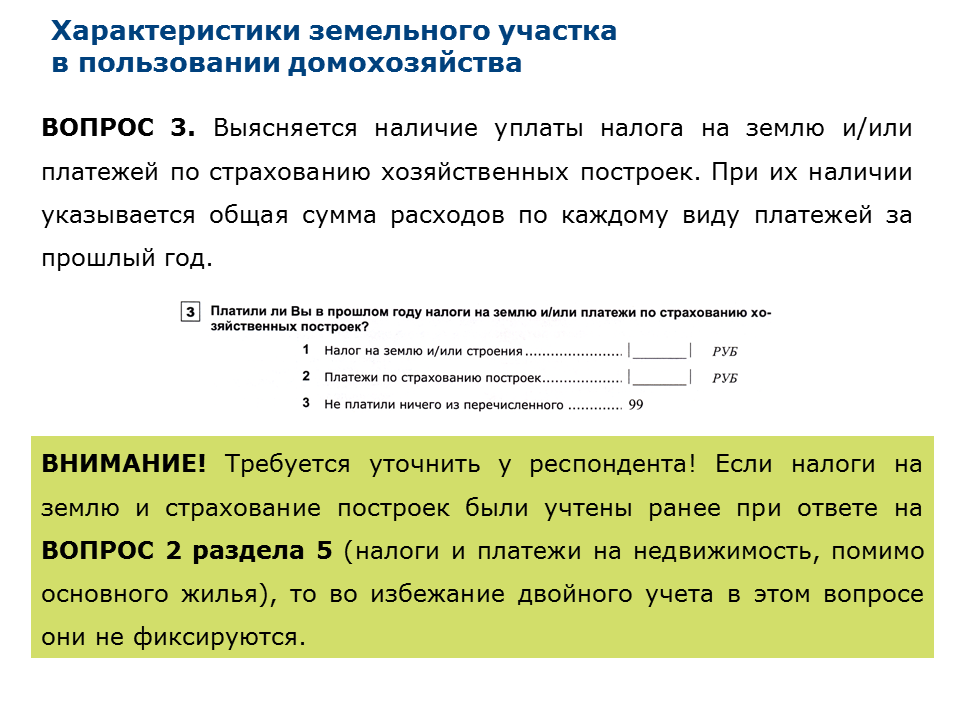 Характеристики земельного участка
в пользовании домохозяйства
ВОПРОС 3. Выясняется наличие уплаты налога на землю и/или
платежей по страхованию хозяйственных построек. При их наличии
указывается общая сумма расходов по каждому виду платежей за
прошлый год.
3 Платили ли Вы в прошлом году налоги на землю и/или платежи по страхованию хо-
зяйственных построек?
1 Налог на землю и/или строения....................... |_______| РУБ
2 Платежи по страхованию построек................... |_______| РУБ
3 Не платили ничего из перечисленного ............. 99
ВНИМАНИЕ! Требуется уточнить у респондента! Если налоги на
землю и страхование построек были учтены ранее при ответе на
ВОПРОС 2 раздела 5 (налоги и платежи на недвижимость, помимо
основного жилья), то во избежание двойного учета в этом вопросе
они не фиксируются.